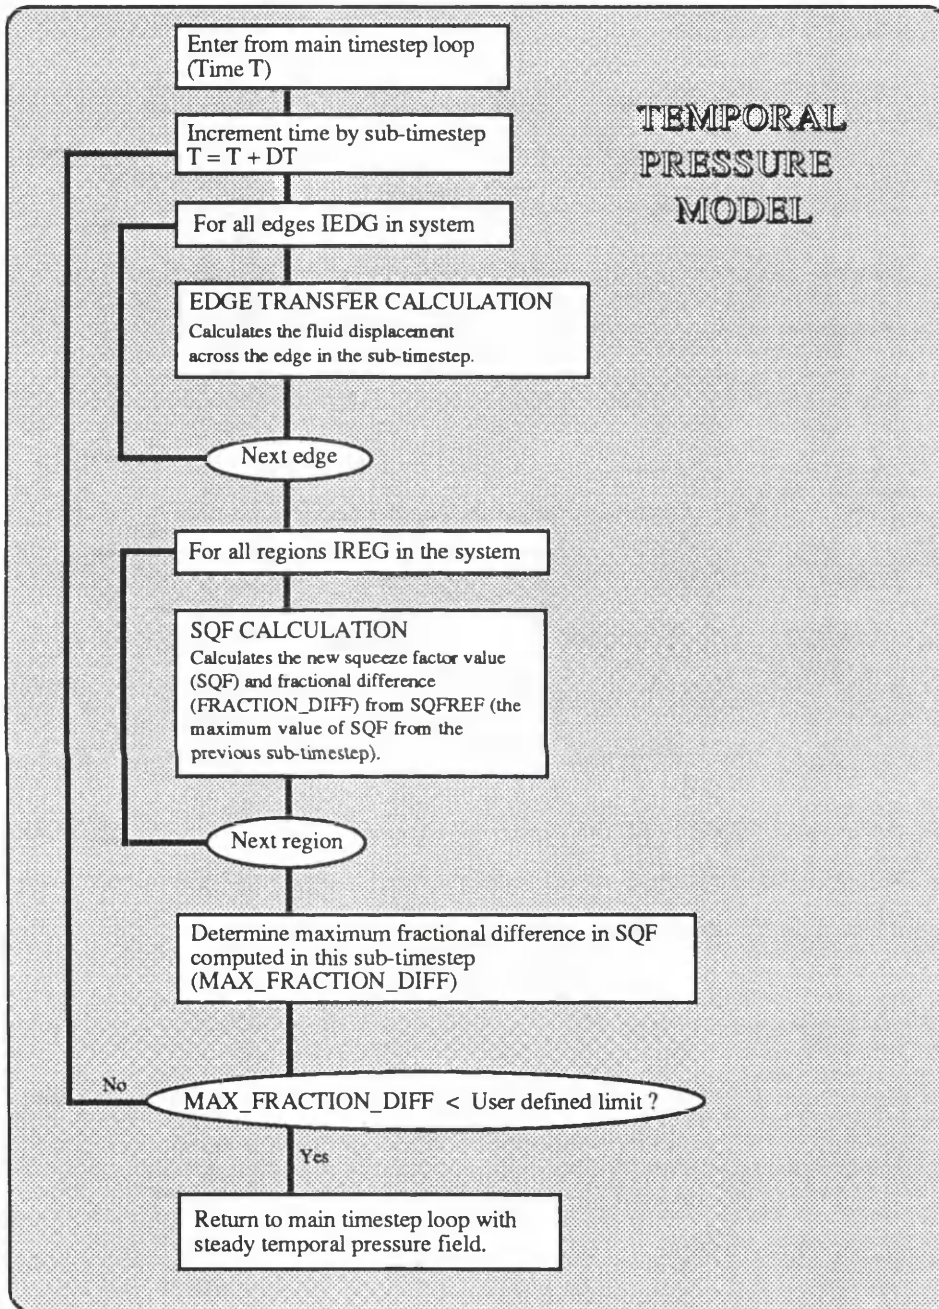 Enter from main timestep loop
(Time T)
TEMPORAL
PRESSURE
MODEL
Increment time by sub-timestep
T = T + DT
For all edges IEDG in system
EDGE TRANSFER CALCULATION
Calculates the fluid displacement
across the edge in the sub-timestep.
Next edge
For all regions IREG in the system
SQF CALCULATION
Calculates the new squeeze factor value
(SQF) and fractional difference
(FRACTION_DIFF) from SQFREF (the
maximum value of SQF from the
previous sub-timestep).
Next region
Determine maximum fractional difference in SQF
computed in this sub-timestep
(MAX_FRACTION_DIFF)
No
MAX_FRACTION_DIFF < User defined limit ?
Yes
Return to main timestep loop with
steady temporal pressure field.